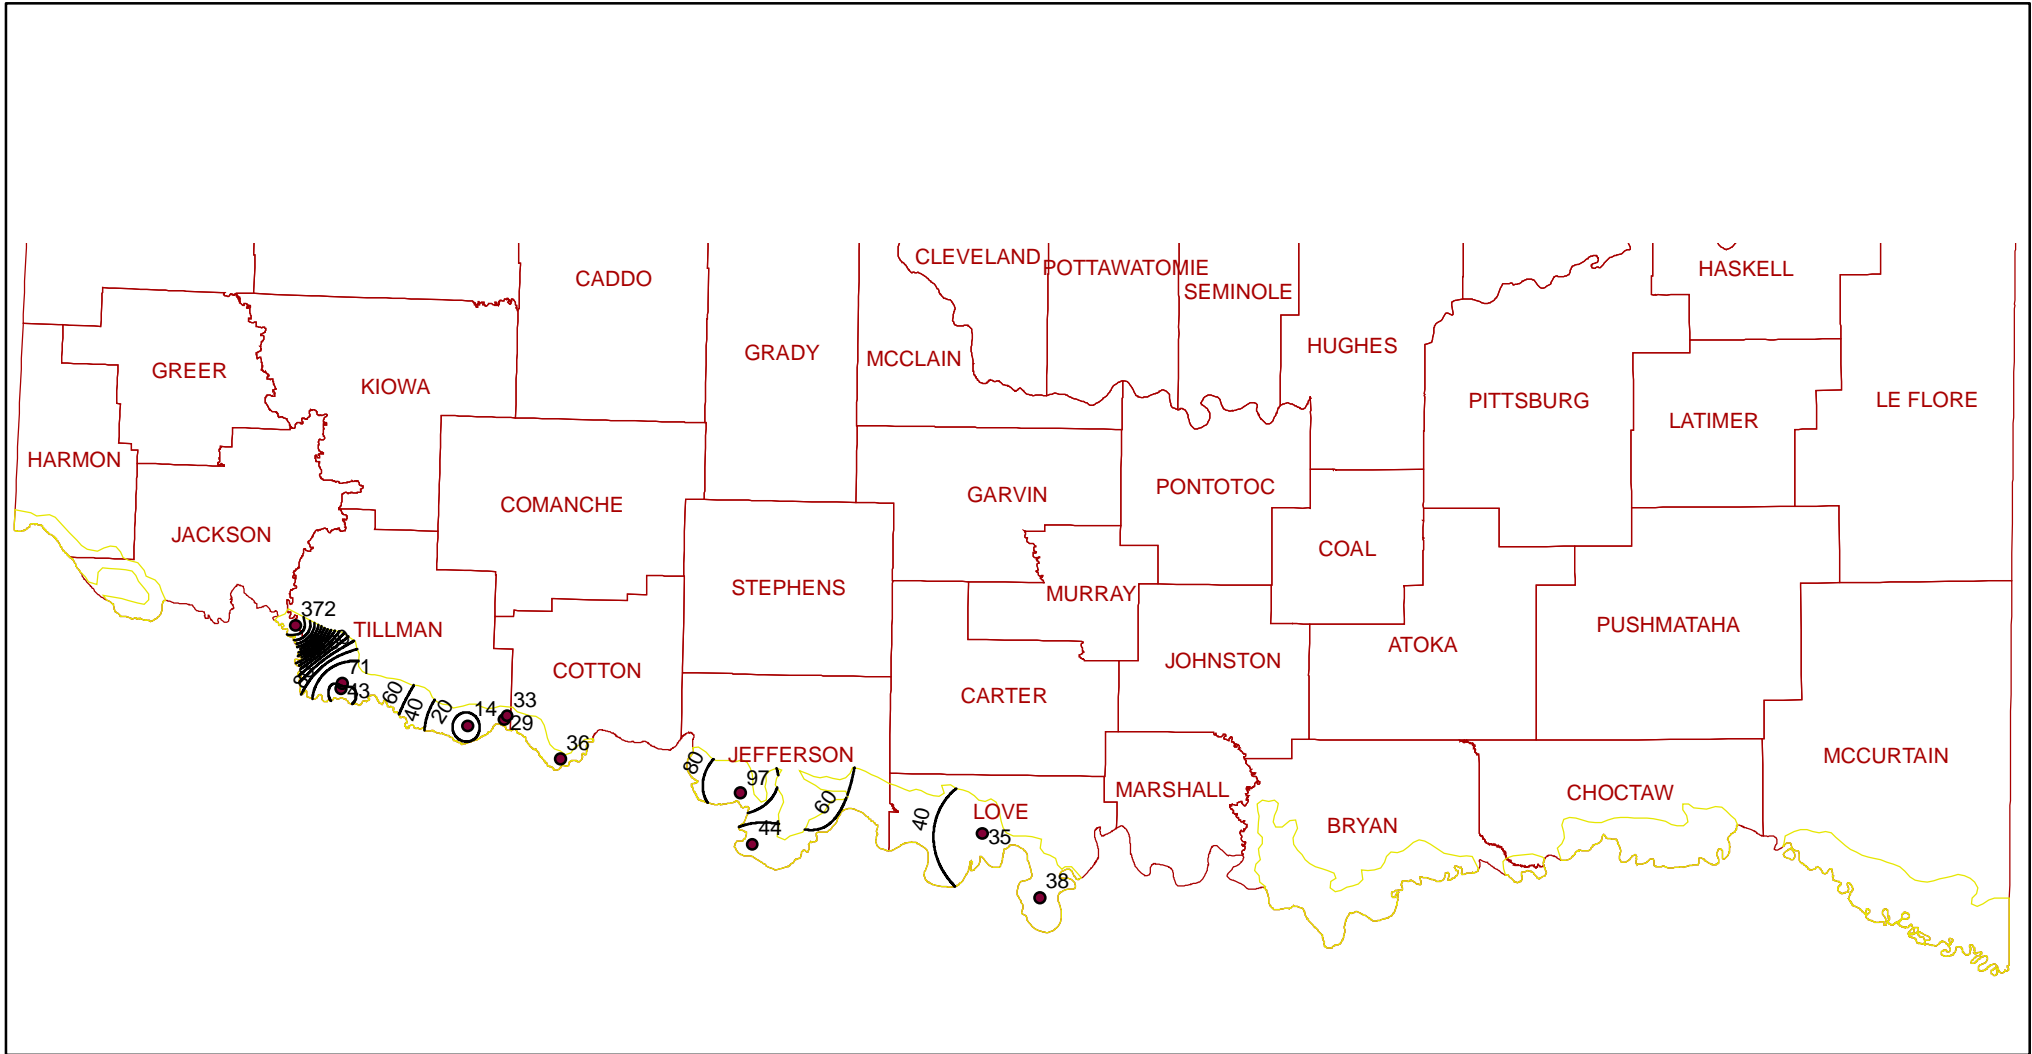 CLEVELAND
POTTAWATOMIE
HASKELL
CADDO
SEMINOLE
HUGHES
GRADY
MCCLAIN
GREER
KIOWA
PITTSBURG
LE FLORE
LATIMER
HARMON
PONTOTOC
GARVIN
COMANCHE
JACKSON
COAL
STEPHENS
MURRAY
372
TILLMAN
PUSHMATAHA
ATOKA
JOHNSTON
COTTON
71
43
60
40
20
CARTER
14
33
29
36
JEFFERSON
80
97
MCCURTAIN
MARSHALL
CHOCTAW
60
40
LOVE
35
44
BRYAN
38